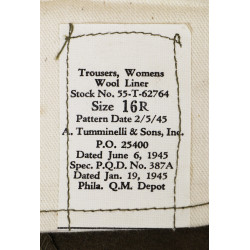 Trousers, Womens
Wool Liner
Stock No. 55-T-62764
Size 16R
Pattern Date 2/5/45
A. Tumminelli & Sons, Inc.
P.O. 25400
Dated June 6, 1945
Spec. P.Q.D. No. 387A
Dated Jan. 19, 1945
Phila. Q.M. Depot